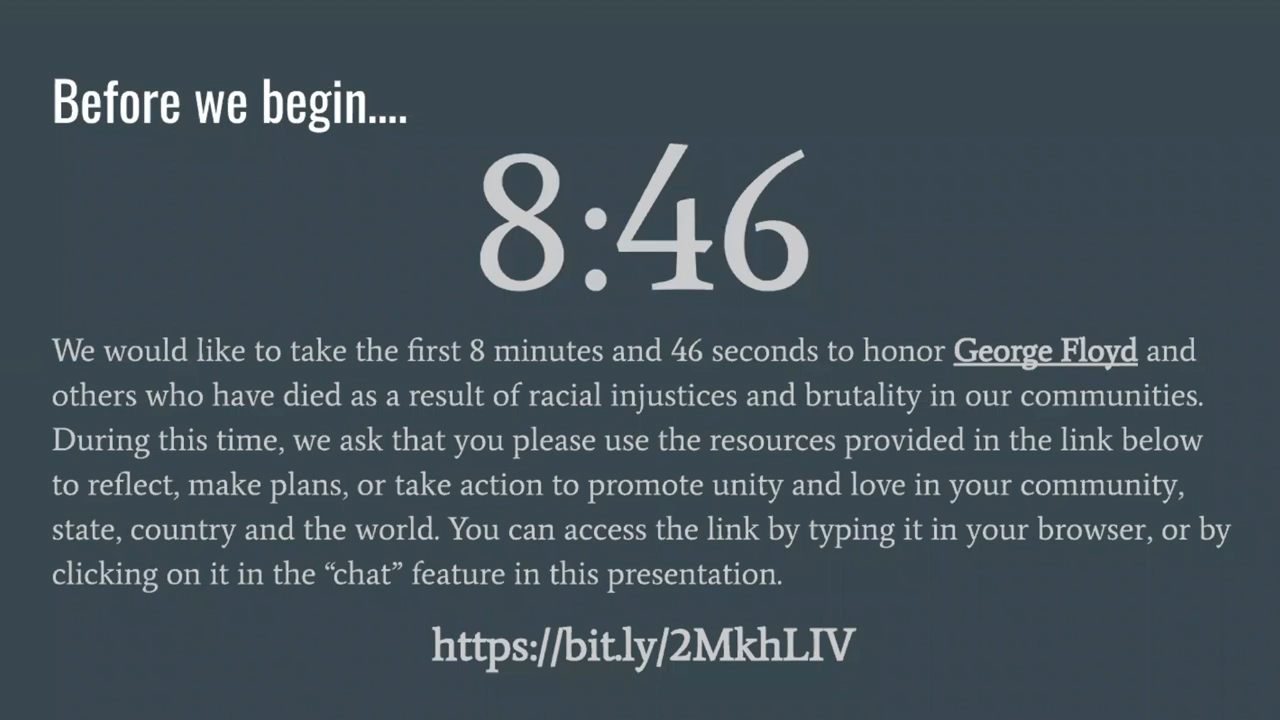 Before we begin....
8:46
We would like to take the first 8 minutes and 46 seconds to honor George Floyd and
others who have died as a result of racial injustices and brutality in our communities.
During this time, we ask that you please use the resources provided in the link below
to reflect, make plans, or take action to promote unity and love in your community,
state, country and the world. You can access the link by typing it in your browser, or by
clicking on it in the “chat” feature in this presentation.
https://bit.ly/2MkhLIV